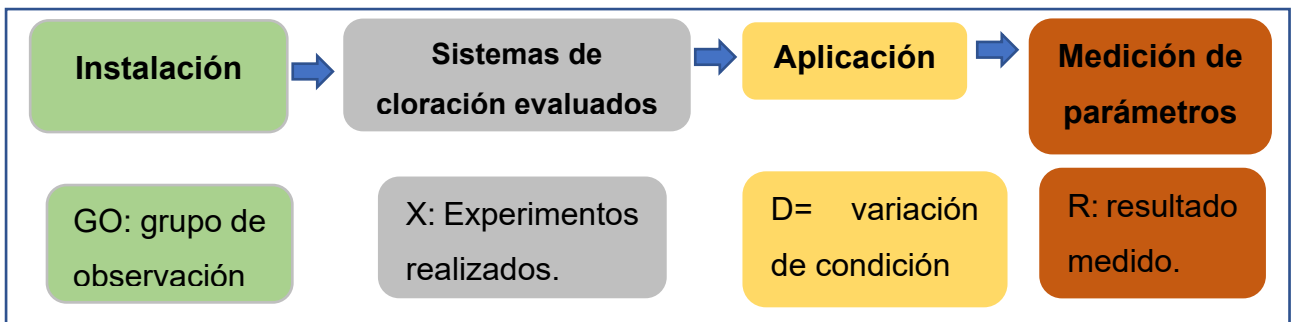 Instalación
Sistemas de
cloración evaluados
Aplicación
Medición de
parámetros
GO: grupo de
observación
X: Experimentos
realizados.
D= variación
de condición
R: resultado
medido.